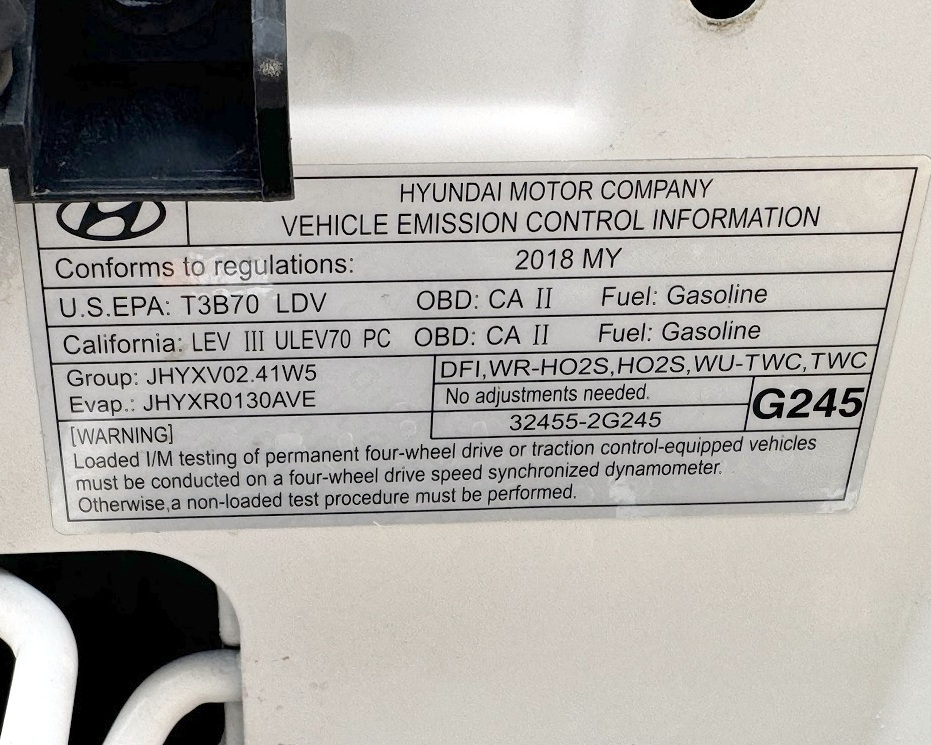 HYUNDAI MOTOR COMPANY
VEHICLE EMISSION CONTROL INFORMATION
Conforms to regulations: 2018 MY
U.S.EPA: T3B70 LDV OBD: CA II Fuel: Gasoline
California: LEV III ULEV70 PC OBD: CA II Fuel: Gasoline
Group: JHYXV02.41W5
Evap.: JHYXR0130AVE
DFI,WR-HO2S,HO2S,WU-TWC,TWC
No adjustments needed.
32455-2G245
G245
[WARNING]
Loaded I/M testing of permanent four-wheel drive or traction control-equipped vehicles
must be conducted on a four-wheel drive speed synchronized dynamometer.
Otherwise,a non-loaded test procedure must be performed.